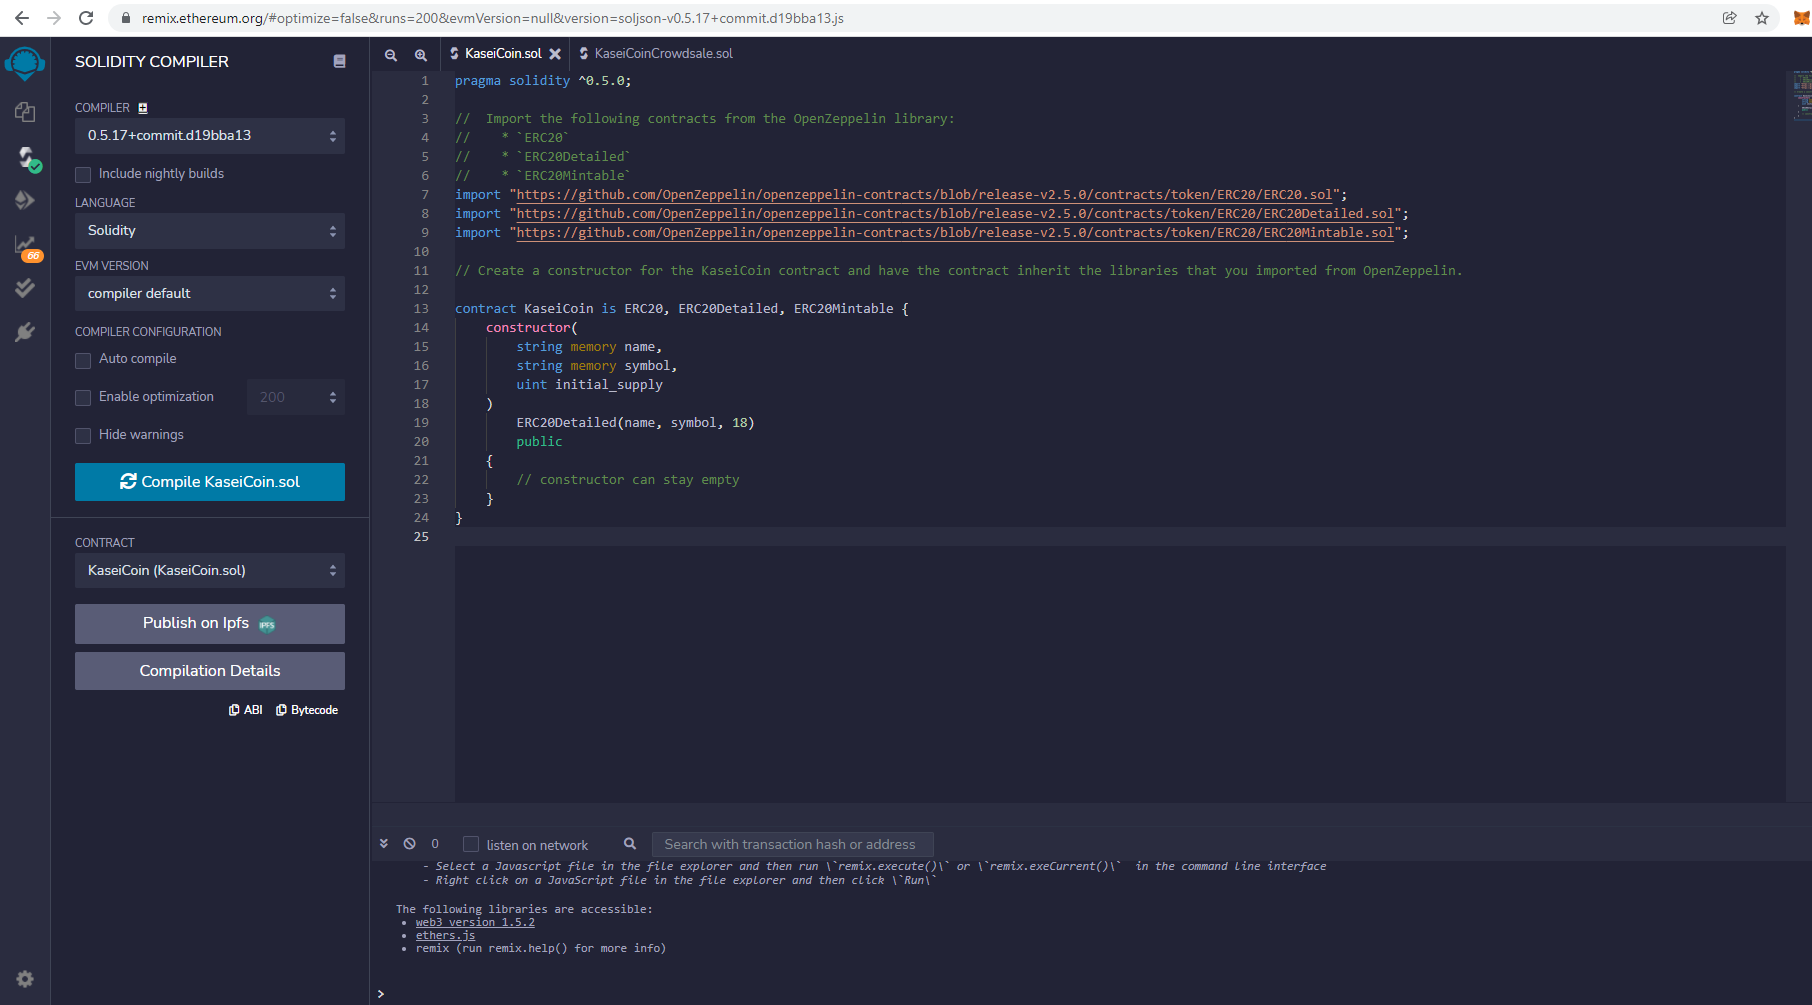 remix.ethereum.org/#optimize=false&runs=200&evmVersion=null&version=soljson-v0.5.17+commit.d19bba13.js
SOLIDITY COMPILER
COMPILER
0.5.17+commit.d19bba13
Include nightly builds
LANGUAGE
Solidity
EVM VERSION
compiler default
COMPILER CONFIGURATION
Auto compile
Enable optimization 200
Hide warnings
Compile KaseiCoin.sol
CONTRACT
KaseiCoin (KaseiCoin.sol)
Publish on Ipfs IPFS
Compilation Details
ABI Bytecode
66
KaseiCoin.sol KaseiCoinCrowdsale.sol
1 pragma solidity ^0.5.0;
2
3 //  Import the following contracts from the OpenZeppelin library:
4 //    * `ERC20`
5 //    * `ERC20Detailed`
6 //    * `ERC20Mintable`
7 import "https://github.com/OpenZeppelin/openzeppelin-contracts/blob/release-v2.5.0/contracts/token/ERC20/ERC20.sol";
8 import "https://github.com/OpenZeppelin/openzeppelin-contracts/blob/release-v2.5.0/contracts/token/ERC20/ERC20Detailed.sol";
9 import "https://github.com/OpenZeppelin/openzeppelin-contracts/blob/release-v2.5.0/contracts/token/ERC20/ERC20Mintable.sol";
10
11 // Create a constructor for the KaseiCoin contract and have the contract inherit the libraries that you imported from OpenZeppelin.
12
13 contract KaseiCoin is ERC20, ERC20Detailed, ERC20Mintable {
14     constructor(
15         string memory name,
16         string memory symbol,
17         uint initial_supply
18     )
19         ERC20Detailed(name, symbol, 18)
20         public
21     {
22         // constructor can stay empty
23     }
24 }
25
0 listen on network Search with transaction hash or address
- Select a Javascript file in the file explorer and then run \`remix.execute()\` or \`remix.exeCurrent()\`  in the command line interface
- Right click on a JavaScript file in the file explorer and then click \`Run\`
The following libraries are accessible:
• web3 version 1.5.2
• ethers.js
• remix (run remix.help() for more info)
>